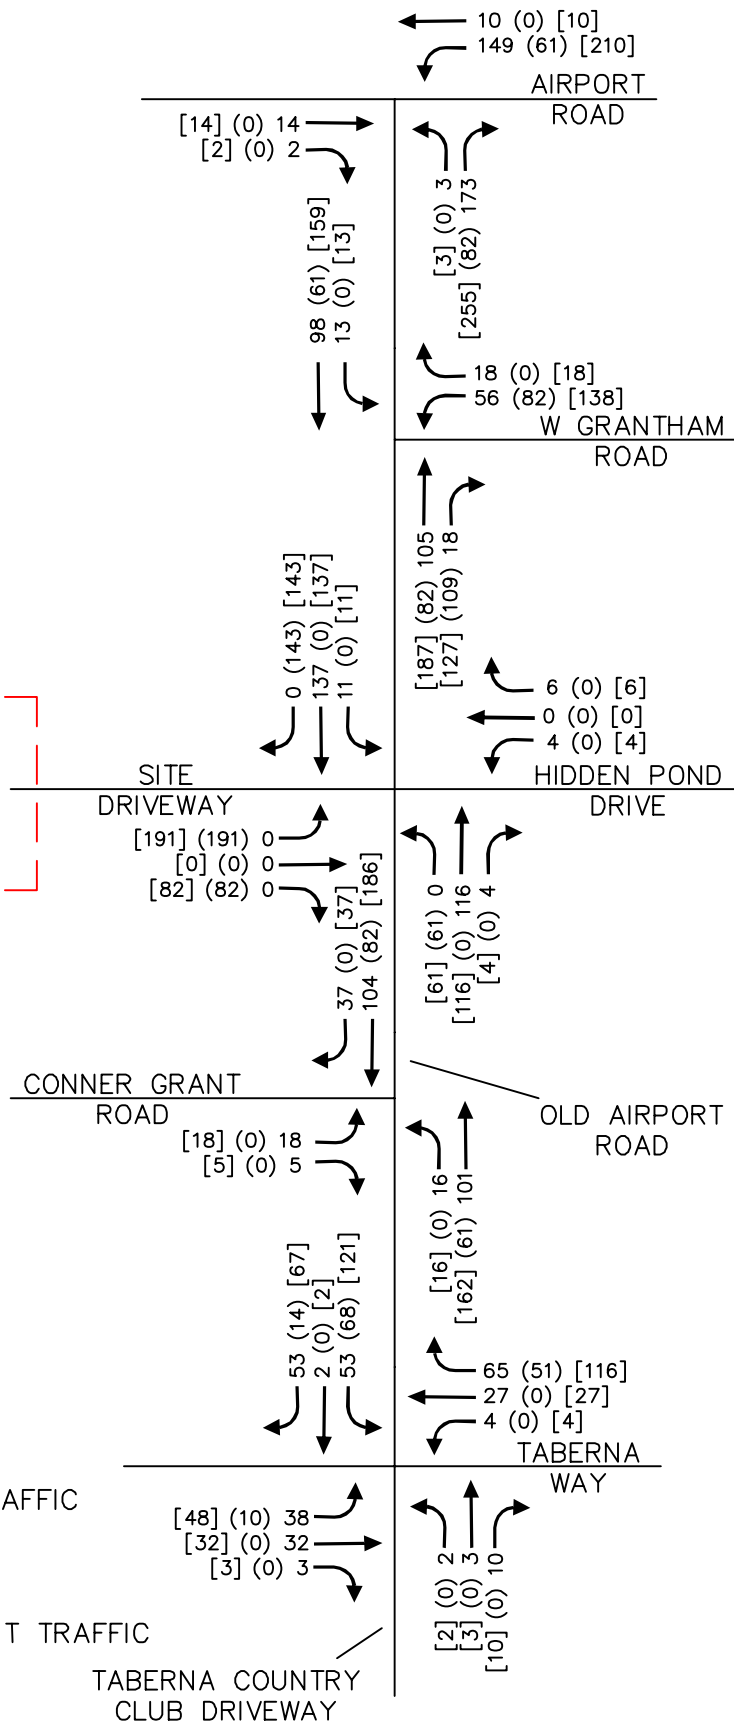 10 (0) [10]
149 (61) [210]
AIRPORT
ROAD
[14] (0) 14
[2] (0) 2
[3] (0) 3
[255] (82) 173
98 (61) [159]
13 (0) [13]
18 (0) [18]
56 (82) [138]
W GRANTHAM
ROAD
[187] (82) 105
[127] (109) 18
0 (143) [143]
137 (0) [137]
11 (0) [11]
6 (0) [6]
0 (0) [0]
4 (0) [4]
SITE
DRIVEWAY
HIDDEN POND
DRIVE
[191] (191) 0
[0] (0) 0
[82] (82) 0
37 (0) [37]
104 (82) [186]
[61] (61) 0
[116] (0) 116
[4] (0) 4
CONNER GRANT
ROAD
OLD AIRPORT
ROAD
[18] (0) 18
[5] (0) 5
[16] (0) 16
[162] (61) 101
53 (14) [67]
2 (0) [2]
53 (68) [121]
65 (51) [116]
27 (0) [27]
4 (0) [4]
TABERNA
WAY
AFFIC
[48] (10) 38
[32] (0) 32
[3] (0) 3
[2] (0) 2
[3] (0) 3
[10] (0) 10
T TRAFFIC
TABERNA COUNTRY
CLUB DRIVEWAY